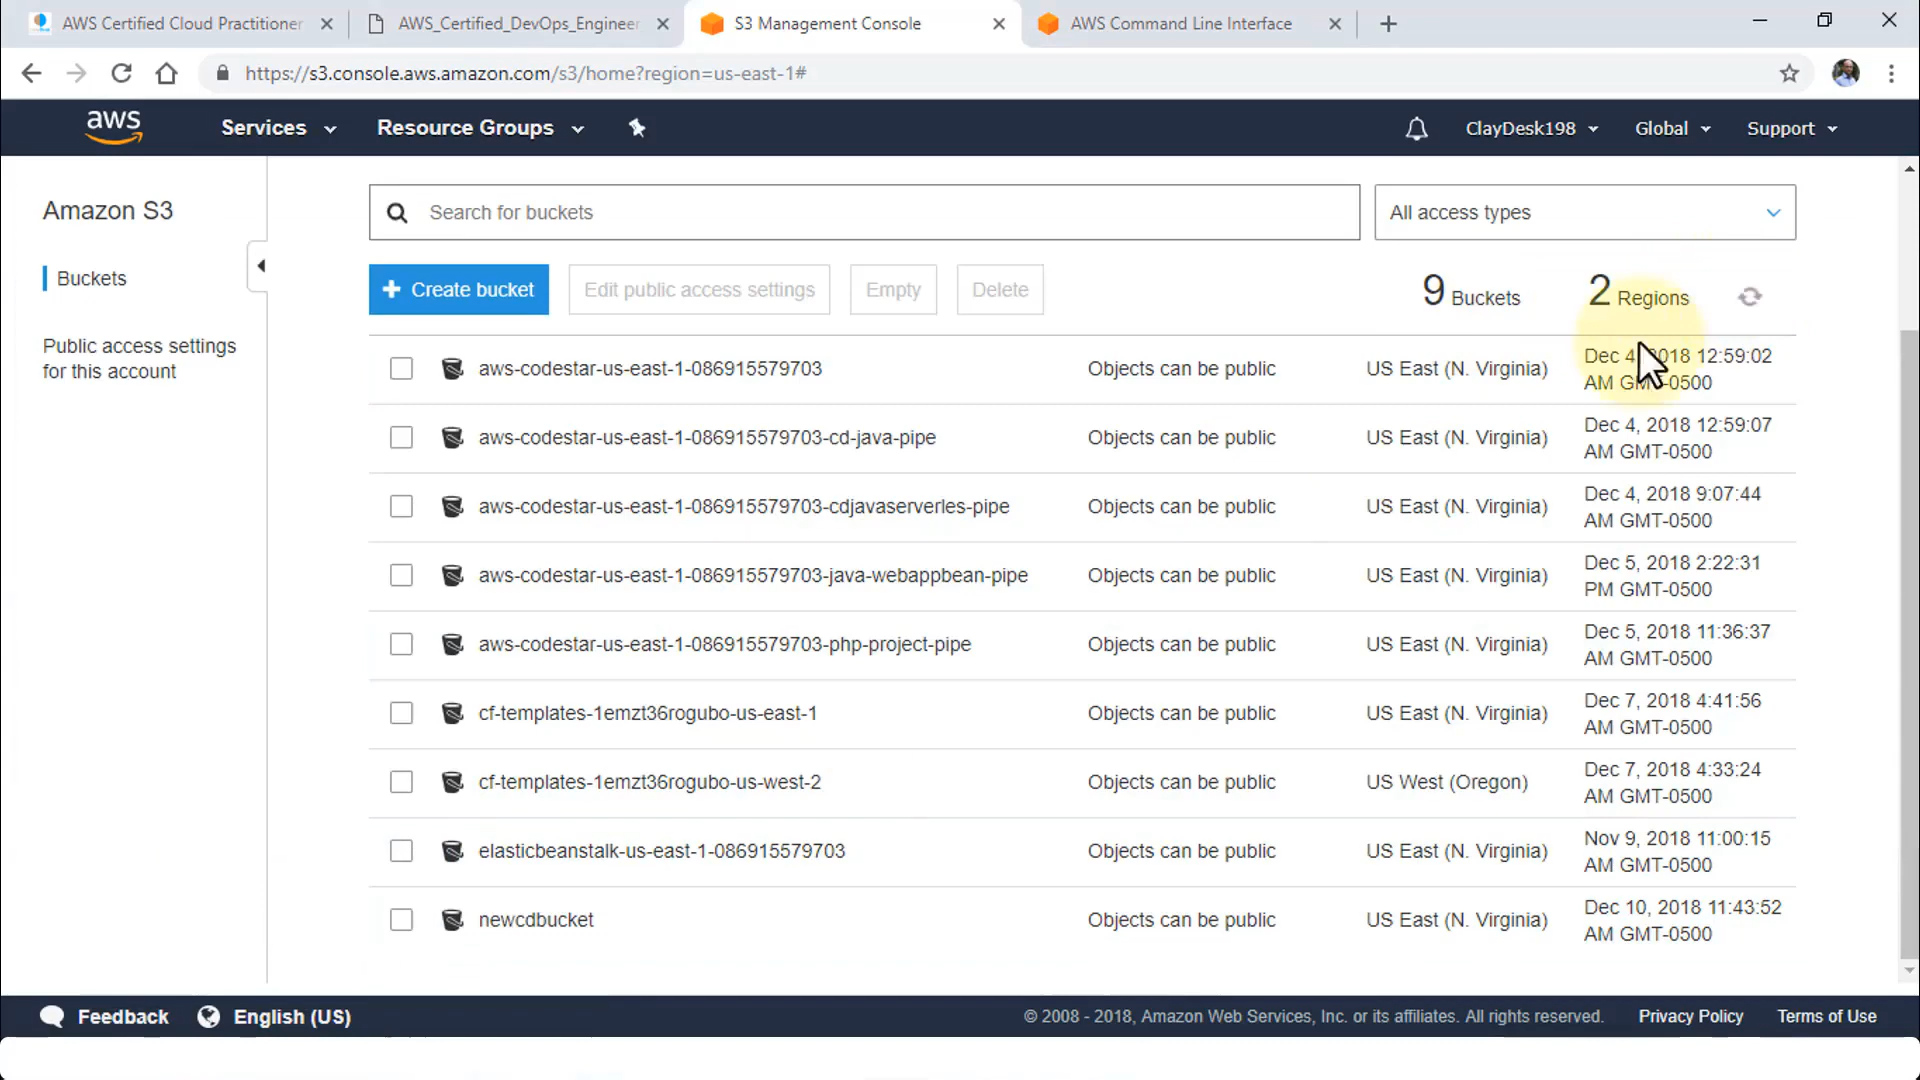 AWS Certified Cloud Practitioner
AWS_Certified_DevOps_Engineer
S3 Management Console
AWS Command Line Interface
https://s3.console.aws.amazon.com/s3/home?region=us-east-1#
aws Services Resource Groups ClayDesk198 Global Support
Amazon S3
Buckets
Public access settings
for this account
Search for buckets
All access types
+ Create bucket Edit public access settings Empty Delete 9 Buckets 2 Regions
aws-codestar-us-east-1-086915579703 Objects can be public US East (N. Virginia) Dec 4, 2018 12:59:02
AM GMT-0500
aws-codestar-us-east-1-086915579703-cd-java-pipe Objects can be public US East (N. Virginia) Dec 4, 2018 12:59:07
AM GMT-0500
aws-codestar-us-east-1-086915579703-cdjavaserverles-pipe Objects can be public US East (N. Virginia) Dec 4, 2018 9:07:44
AM GMT-0500
aws-codestar-us-east-1-086915579703-java-webappbean-pipe Objects can be public US East (N. Virginia) Dec 5, 2018 2:22:31
PM GMT-0500
aws-codestar-us-east-1-086915579703-php-project-pipe Objects can be public US East (N. Virginia) Dec 5, 2018 11:36:37
AM GMT-0500
cf-templates-1emzt36rogubo-us-east-1 Objects can be public US East (N. Virginia) Dec 7, 2018 4:41:56
AM GMT-0500
cf-templates-1emzt36rogubo-us-west-2 Objects can be public US West (Oregon) Dec 7, 2018 4:33:24
AM GMT-0500
elasticbeanstalk-us-east-1-086915579703 Objects can be public US East (N. Virginia) Nov 9, 2018 11:00:15
AM GMT-0500
newcdbucket Objects can be public US East (N. Virginia) Dec 10, 2018 11:43:52
AM GMT-0500
Feedback English (US) © 2008 - 2018, Amazon Web Services, Inc. or its affiliates. All rights reserved. Privacy Policy Terms of Use